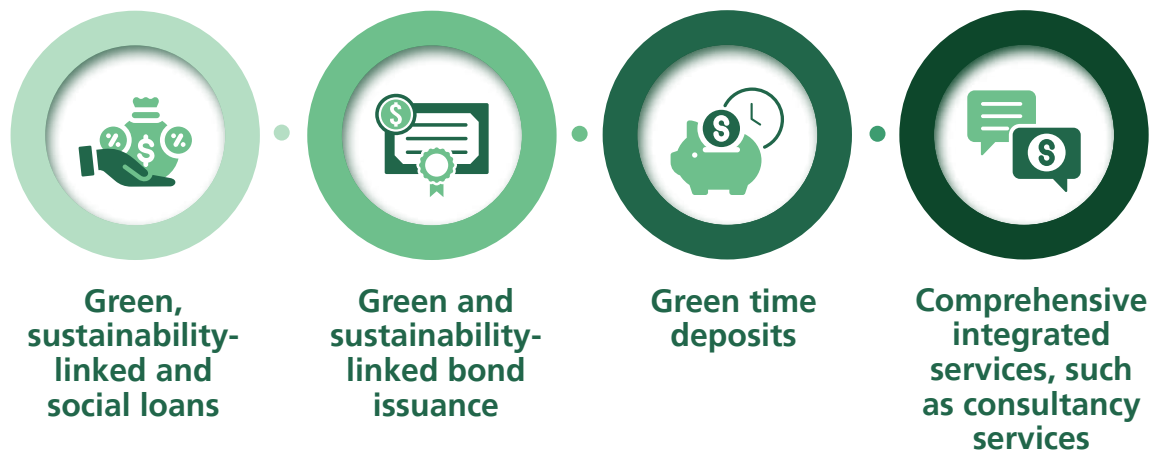 Green,
sustainability-
linked and
social loans
Green and
sustainability-
linked bond
issuance
Green time
deposits
Comprehensive
integrated
services, such
as consultancy
services